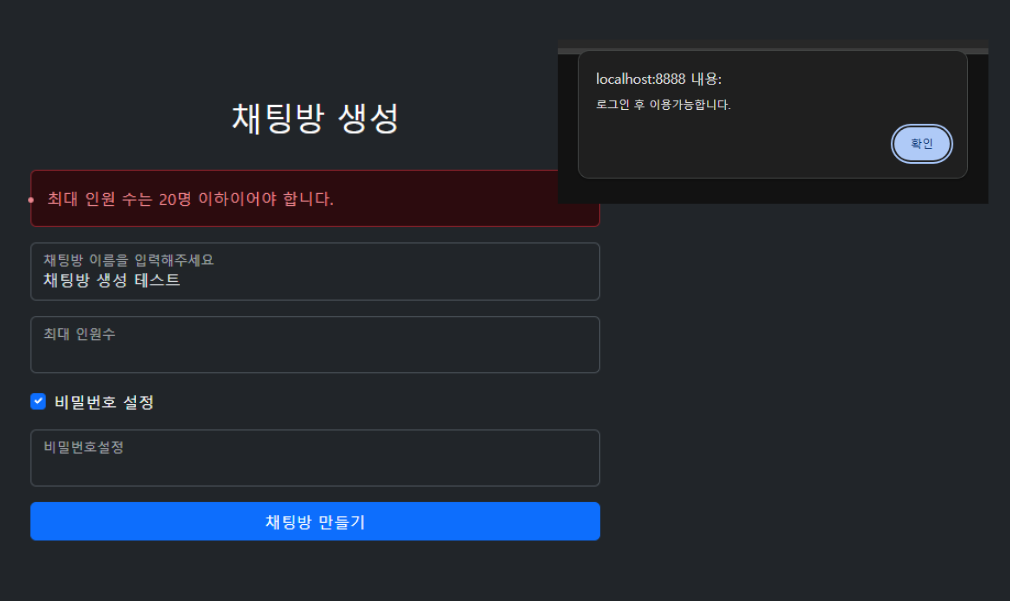 채팅방 생성
localhost:8888 내용:
로그인 후 이용가능합니다.
확인
최대 인원 수는 20명 이하이어야 합니다.
채팅방 이름을 입력해주세요
채팅방 생성 테스트
최대 인원수
비밀번호 설정
비밀번호설정
채팅방 만들기